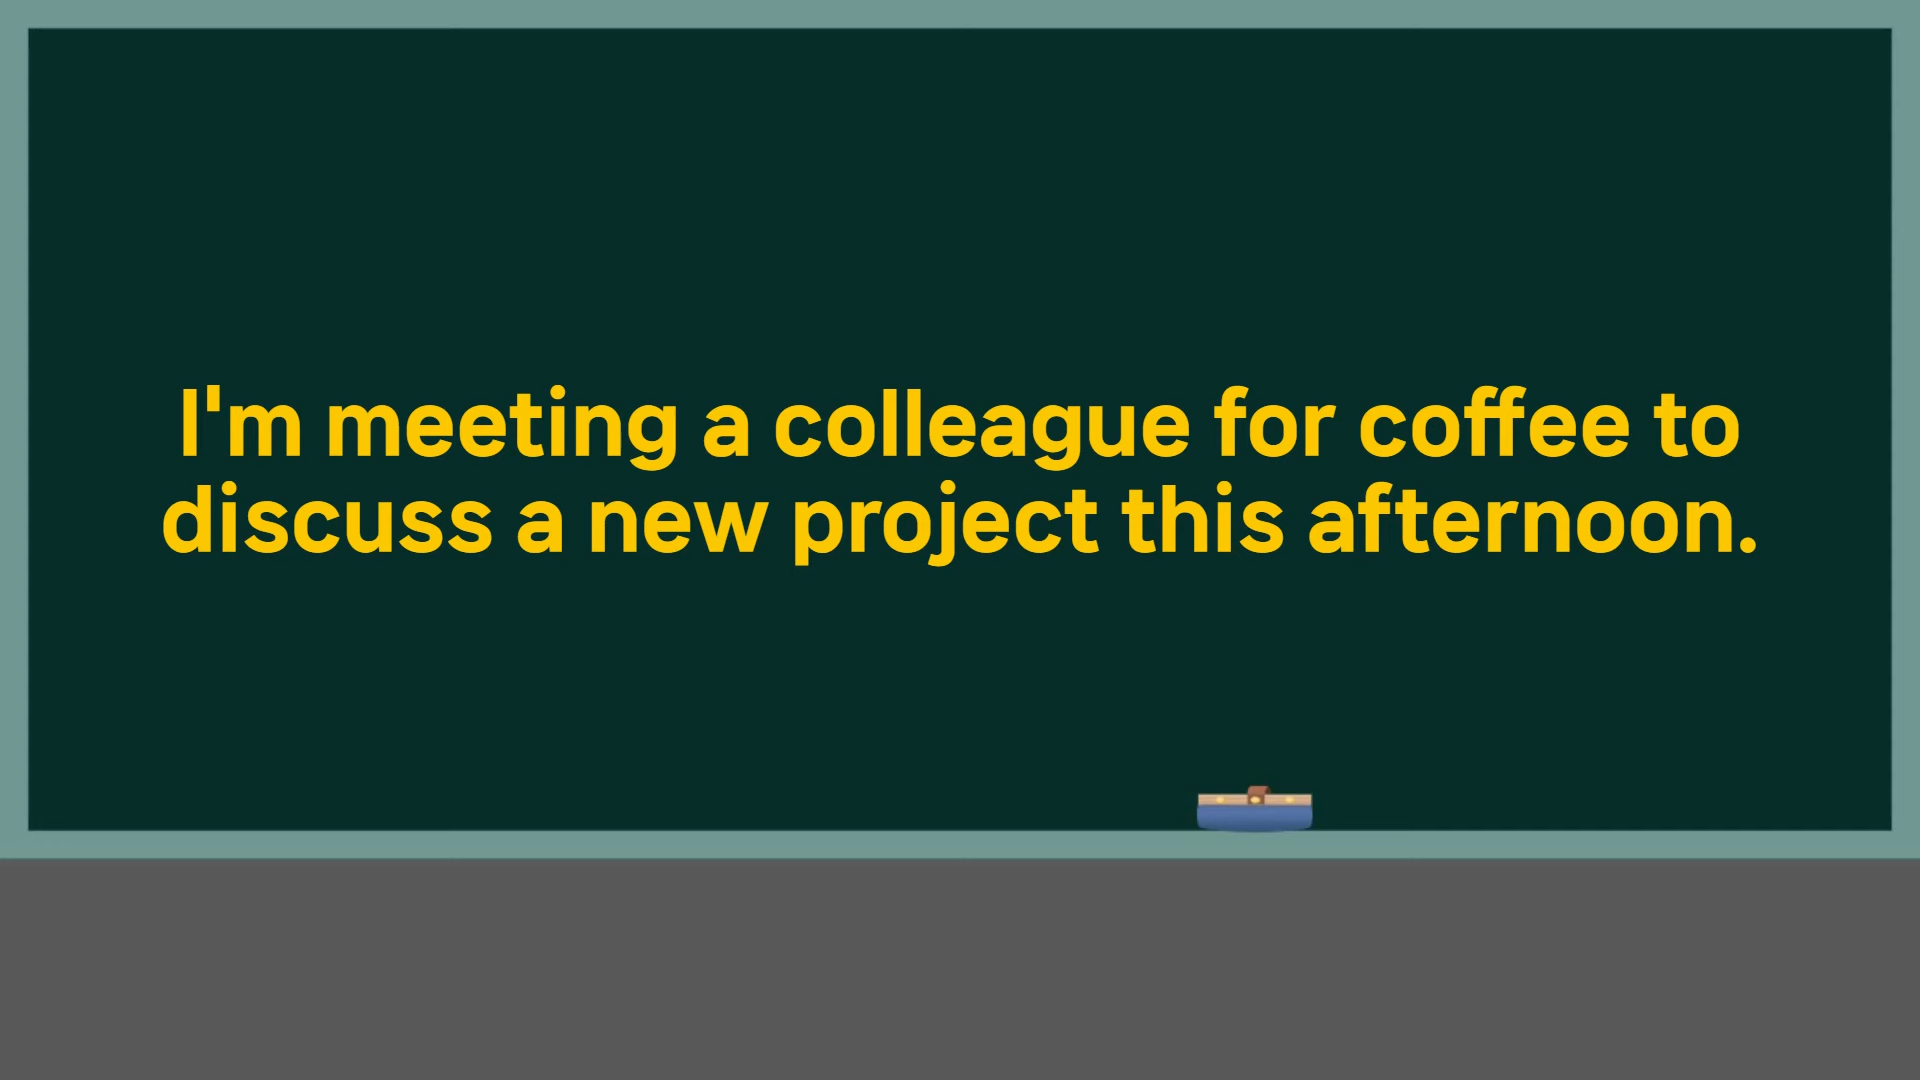 I'm meeting a colleague for coffee to
discuss a new project this afternoon.